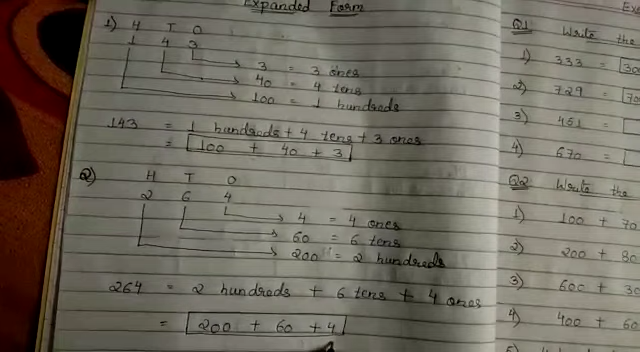 Expanded Form
1) H T O
1 4 3
3 = 3 ones
40 = 4 tens
100 = 1 hundreds
143 = 1 hundreds + 4 tens + 3 ones
= 100 + 40 + 3
2) H T O
2 6 4
4 = 4 ones
60 = 6 tens
200 = 2 hundreds
264 = 2 hundreds + 6 tens + 4 ones
= 200 + 60 + 4
Q1 Write the
1) 333 = 300
2) 729 = 70
3) 451 =
4) 670 =
Q2 Write the
1) 100 + 70
2) 200 + 80
3) 600 + 30
4) 400 + 60
5)